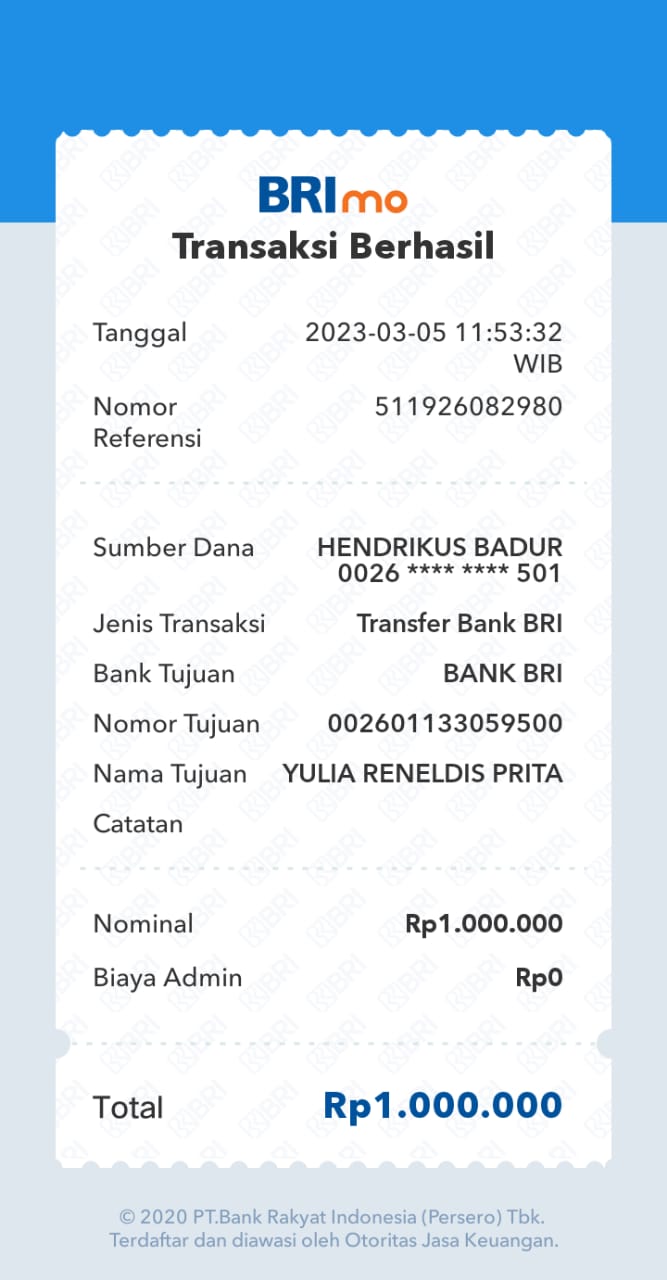 BRImo
Transaksi Berhasil
Tanggal 2023-03-05 11:53:32
WIB
Nomor 511926082980
Referensi
Sumber Dana HENDRIKUS BADUR
0026 **** **** 501
Jenis Transaksi Transfer Bank BRI
Bank Tujuan BANK BRI
Nomor Tujuan 002601133059500
Nama Tujuan YULIA RENELDIS PRITA
Catatan
Nominal Rp1.000.000
Biaya Admin Rp0
Total Rp1.000.000
© 2020 PT.Bank Rakyat Indonesia (Persero) Tbk.
Terdaftar dan diawasi oleh Otoritas Jasa Keuangan.